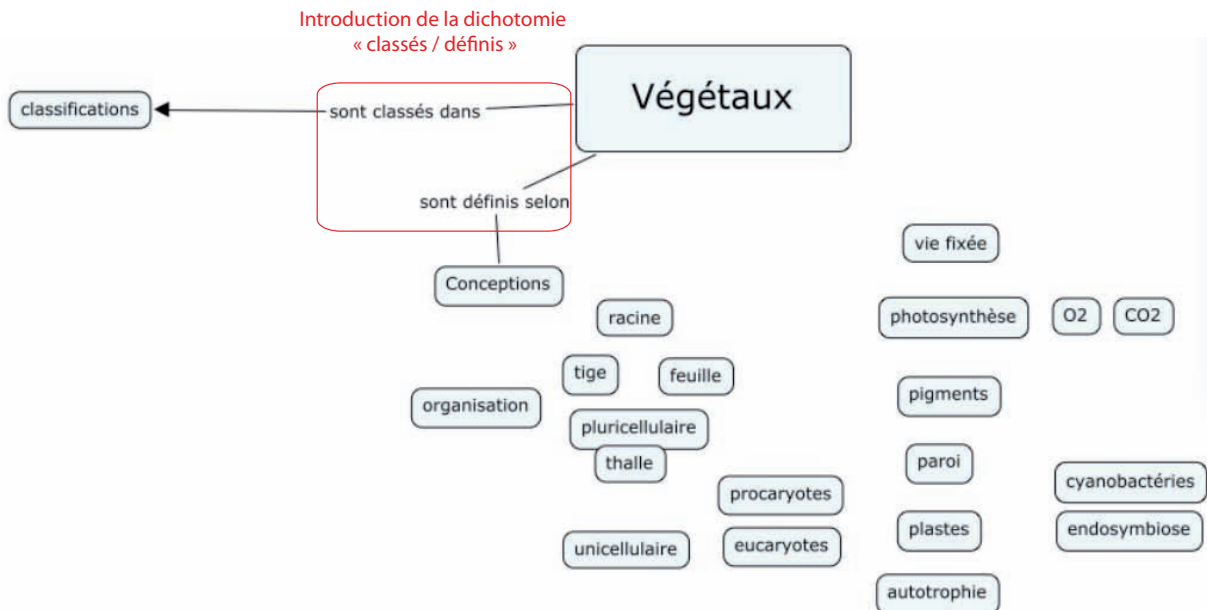 Introduction de la dichotomie
« classés / définis »
Végétaux
classifications
sont classés dans
sont définis selon
vie fixée
Conceptions
racine
photosynthèse
O2
CO2
tige
feuille
organisation
pigments
pluricellulaire
thalle
paroi
procaryotes
cyanobactéries
unicellulaire
eucaryotes
plastes
endosymbiose
autotrophie